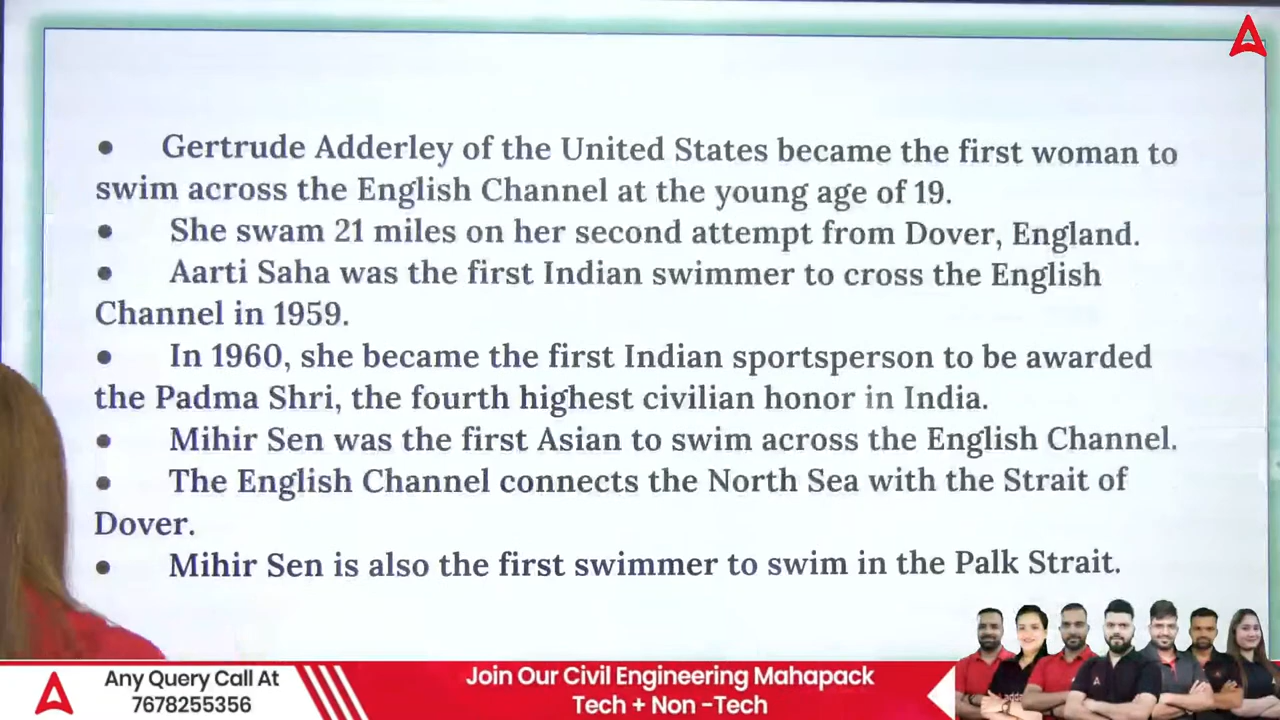 ● Gertrude Adderley of the United States became the first woman to
swim across the English Channel at the young age of 19.
● She swam 21 miles on her second attempt from Dover, England.
● Aarti Saha was the first Indian swimmer to cross the English
Channel in 1959.
● In 1960, she became the first Indian sportsperson to be awarded
the Padma Shri, the fourth highest civilian honor in India.
● Mihir Sen was the first Asian to swim across the English Channel.
● The English Channel connects the North Sea with the Strait of
Dover.
● Mihir Sen is also the first swimmer to swim in the Palk Strait.
Any Query Call At
7678255356
Join Our Civil Engineering Mahapack
Tech + Non -Tech